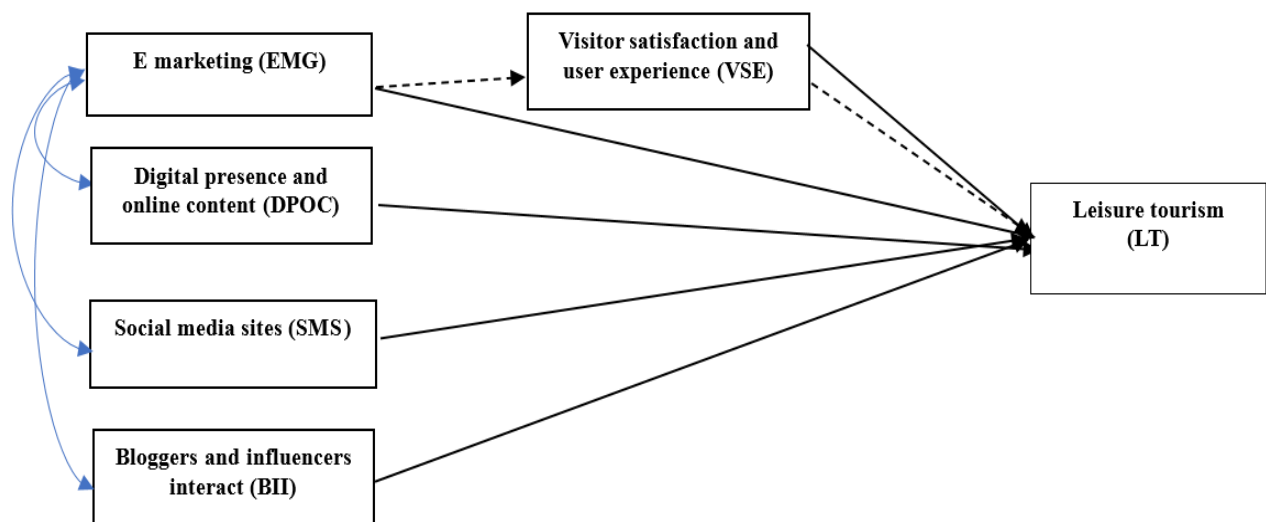 E marketing (EMG)
Visitor satisfaction and
user experience (VSE)
Digital presence and
online content (DPOC)
Leisure tourism
(LT)
Social media sites (SMS)
Bloggers and influencers
interact (BII)